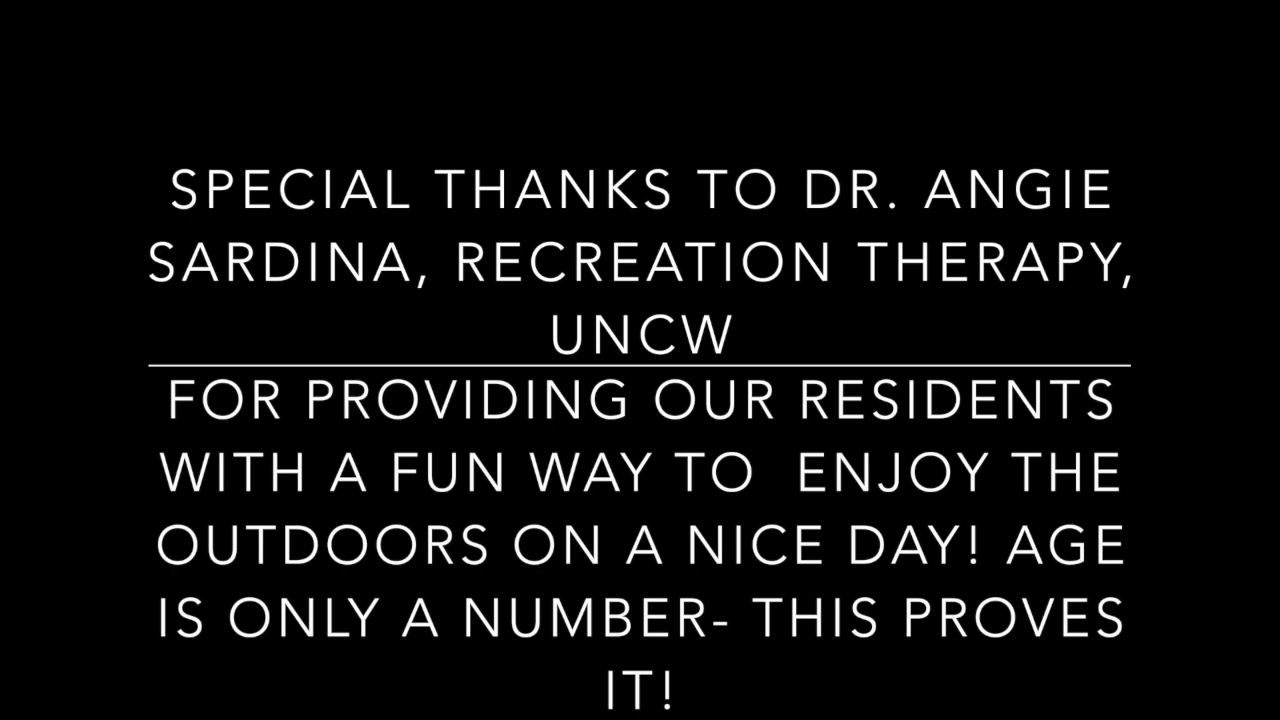 SPECIAL THANKS TO DR. ANGIE
SARDINA, RECREATION THERAPY,
UNCW
FOR PROVIDING OUR RESIDENTS
WITH A FUN WAY TO  ENJOY THE
OUTDOORS ON A NICE DAY! AGE
IS ONLY A NUMBER- THIS PROVES
IT!